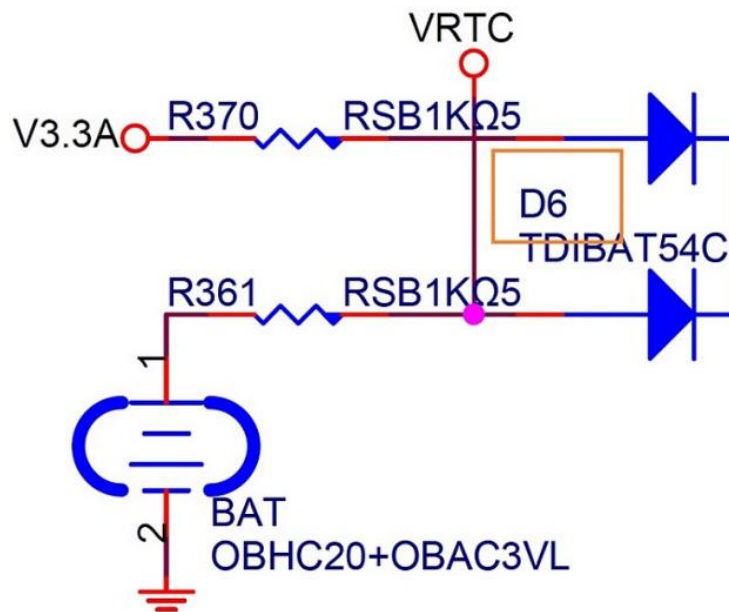 VRTC
R370 RSB1KΩ5
V3.3A
D6
TDIBAT54C
R361 RSB1KΩ5
1
2
BAT
OBHC20+OBAC3VL